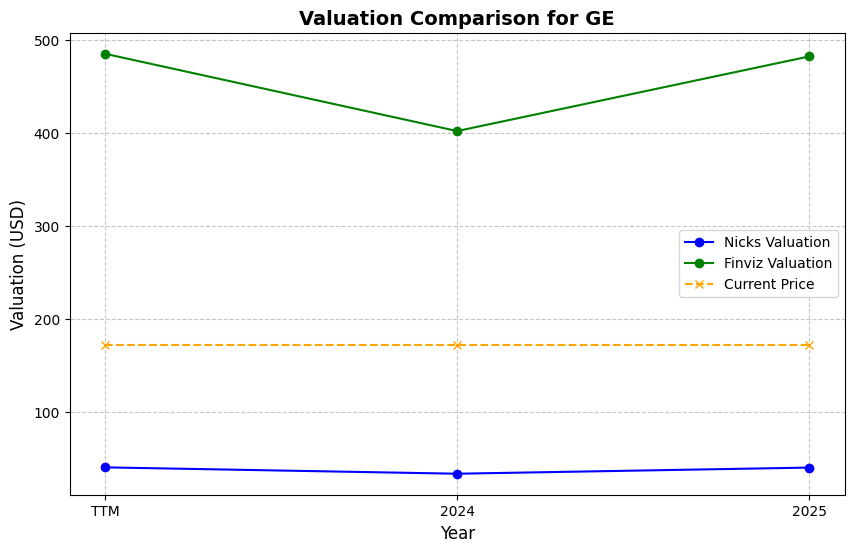 Valuation Comparison for GE
Valuation (USD)
500
400
300
200
100
Nicks Valuation
Finviz Valuation
Current Price
TTM
2024
2025
Year